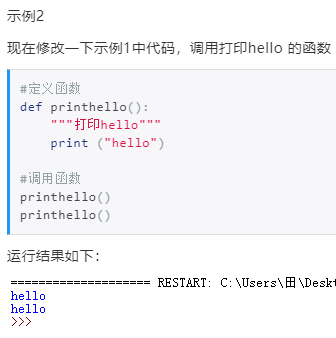 示例2
现在修改一下示例1中代码，调用打印hello 的函数
#定义函数
def printhello():
    """打印hello"""
    print ("hello")
#调用函数
printhello()
printhello()
运行结果如下：
==================== RESTART: C:\Users\田\Deskt
hello
hello
>>>